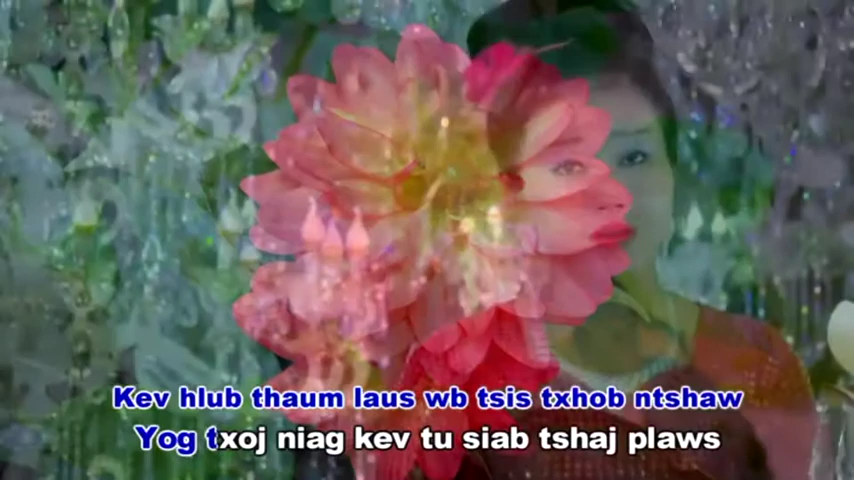 Kev hlub thaum laus wb tsis txhob ntshaw
Yog txoj niag kev tu siab tshaj plaws